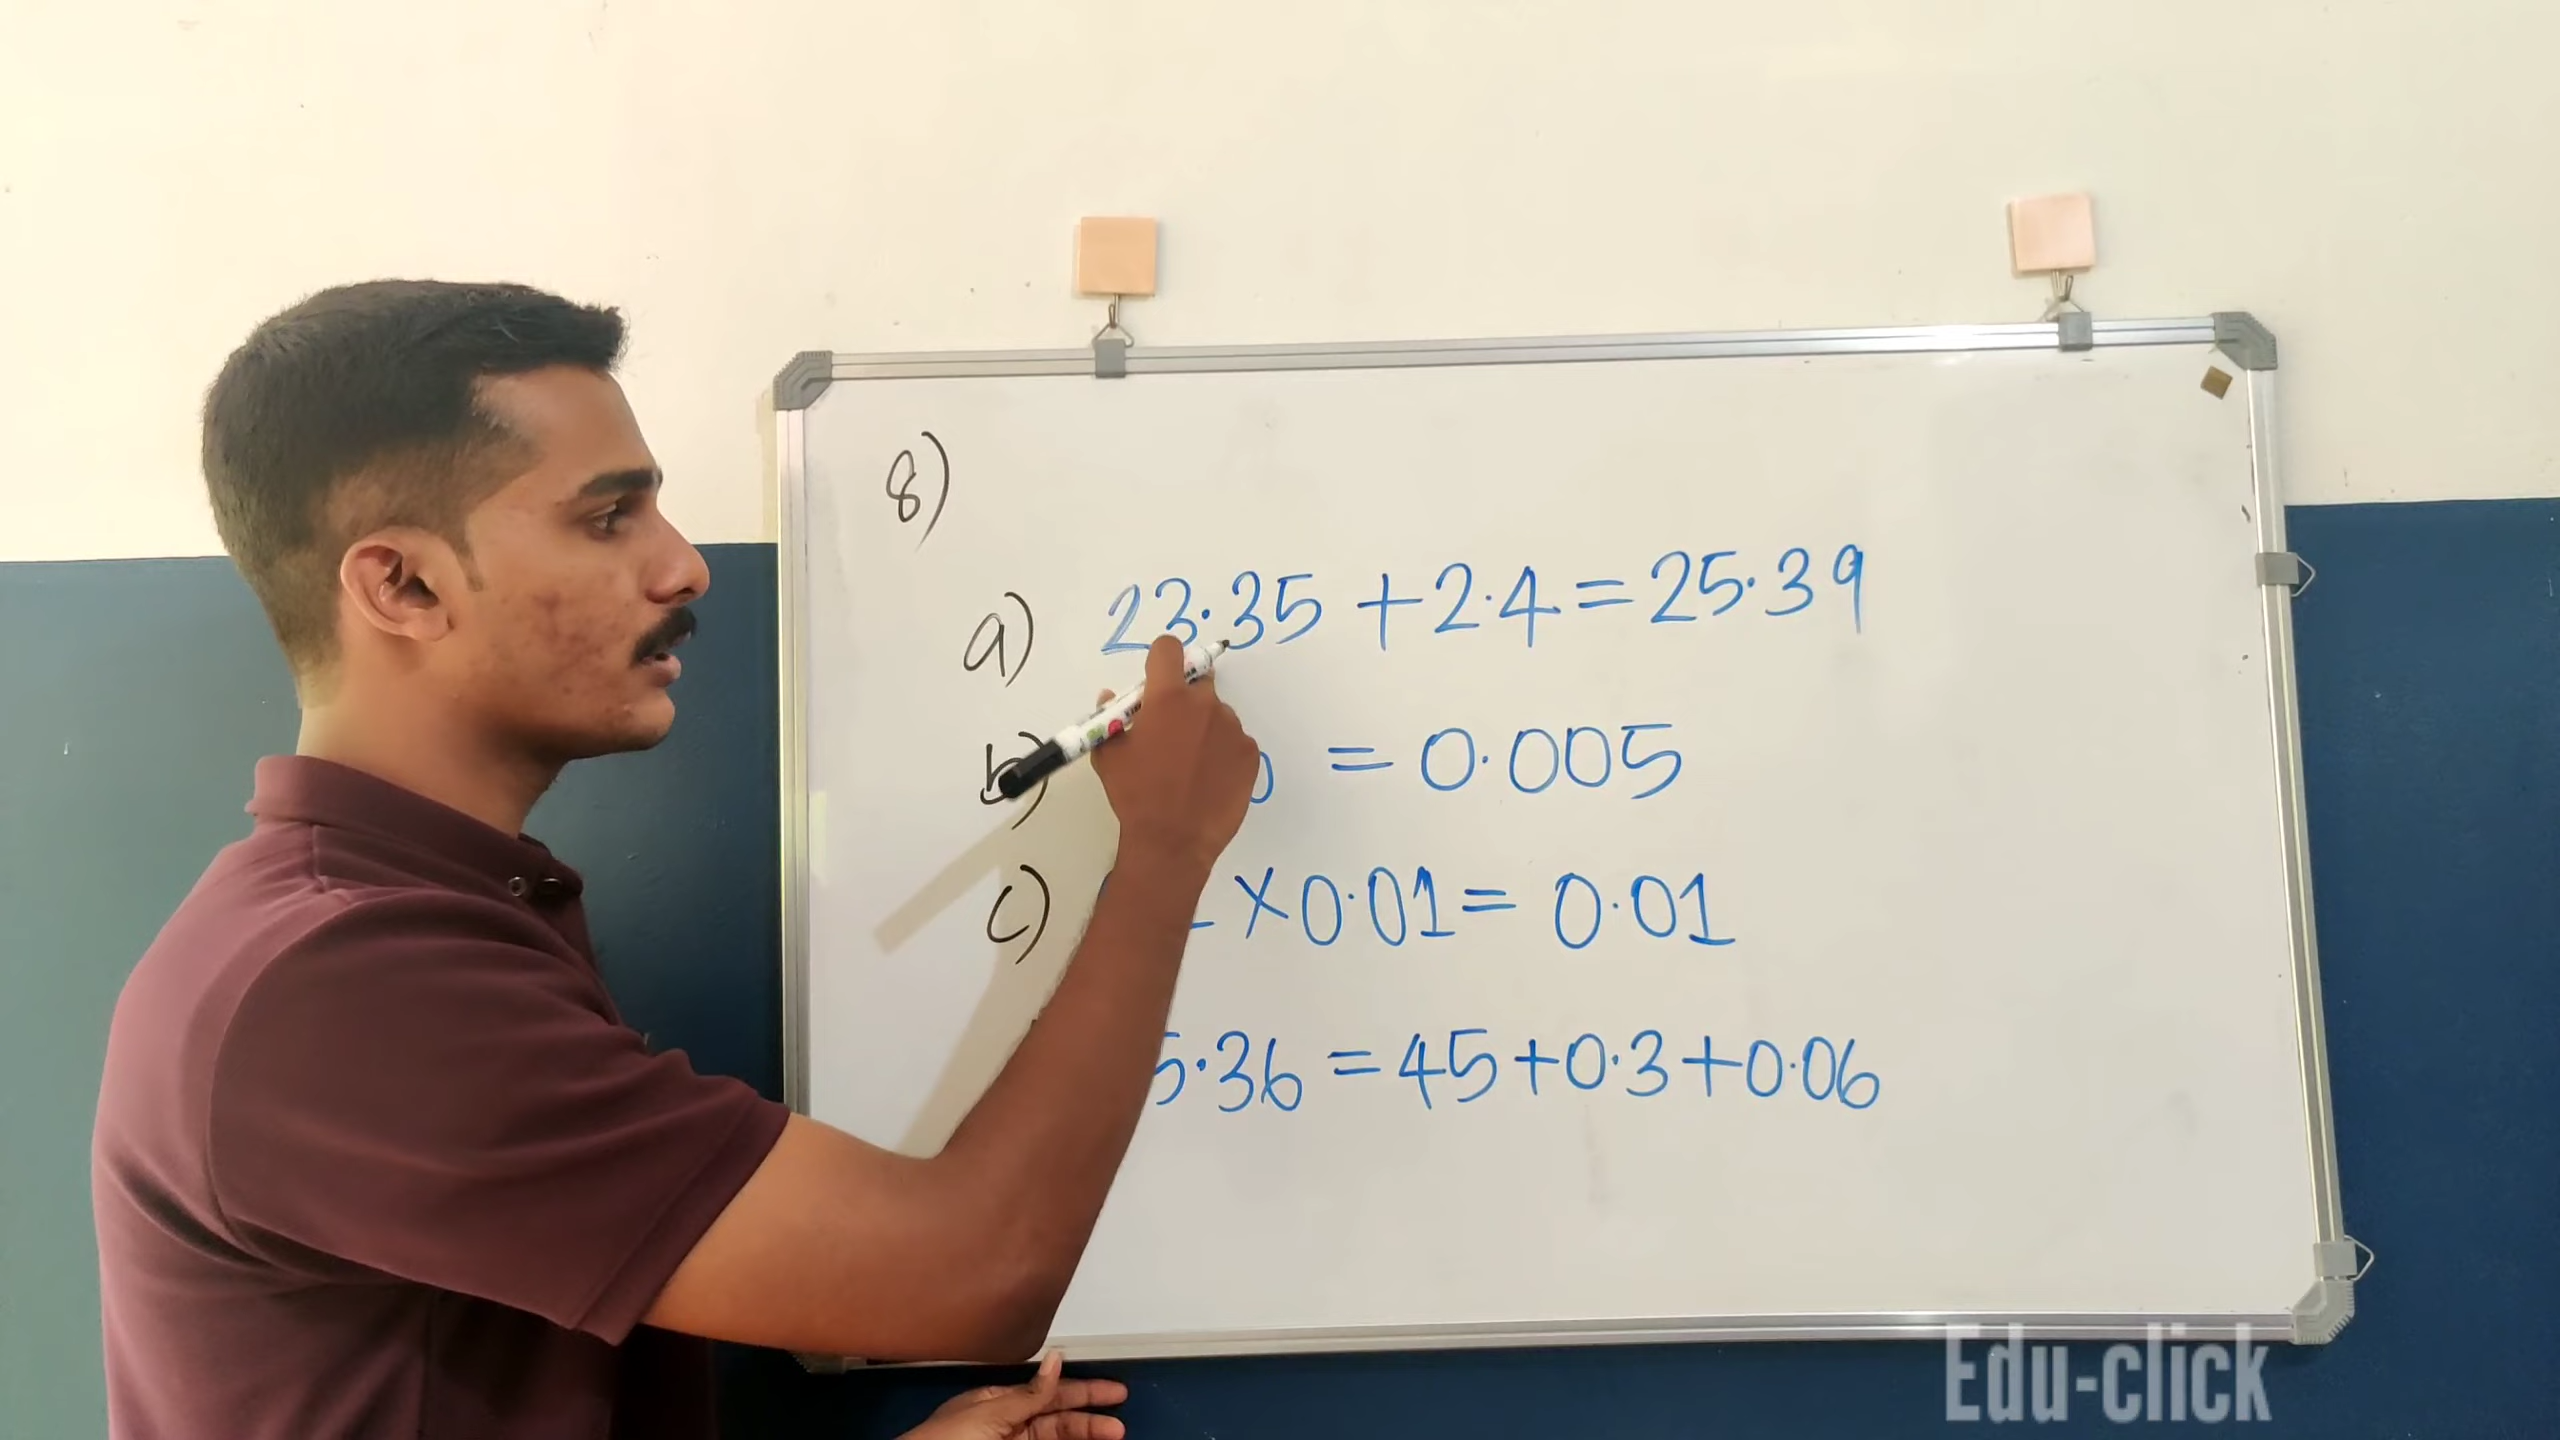 8)
a) 23.35 + 2.4 = 25.39
b) = 0.005
c) × 0.01 = 0.01
5.36 = 45 + 0.3 + 0.06
Edu-click